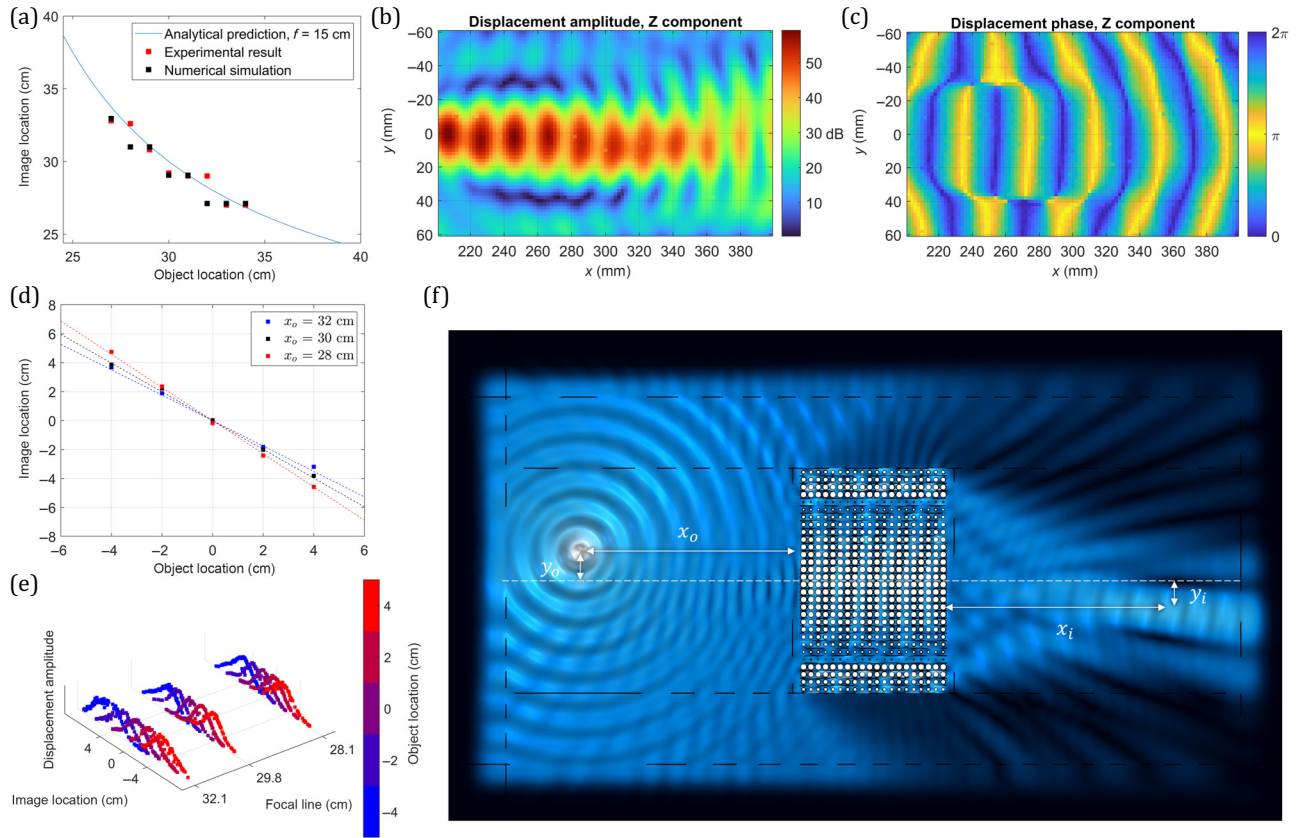 (a)
40
35
30
25
Image location (cm)
25
30
35
40
Object location (cm)
Analytical prediction, f = 15 cm
Experimental result
Numerical simulation
(b)
Displacement amplitude, Z component
−60
−40
−20
0
20
40
60
y (mm)
200 220 240 260 280 300 320 340 360 380
x (mm)
50
40
30
dB
20
10
(c)
Displacement phase, Z component
−60
−40
−20
0
20
40
60
y (mm)
200 220 240 260 280 300 320 340 360 380
x (mm)
2π
π
0
(d)
8
6
4
2
0
−2
−4
−6
−8
Image location (cm)
−6 −4 −2 0 2 4 6
Object location (cm)
x_o = 32 cm
x_o = 30 cm
x_o = 28 cm
(e)
Displacement amplitude
4
0
−4
Image location (cm)
32.1
29.8
28.1
Focal line (cm)
4
2
0
−2
−4
Object location (cm)
(f)
x_o
y_o
y_i
x_i